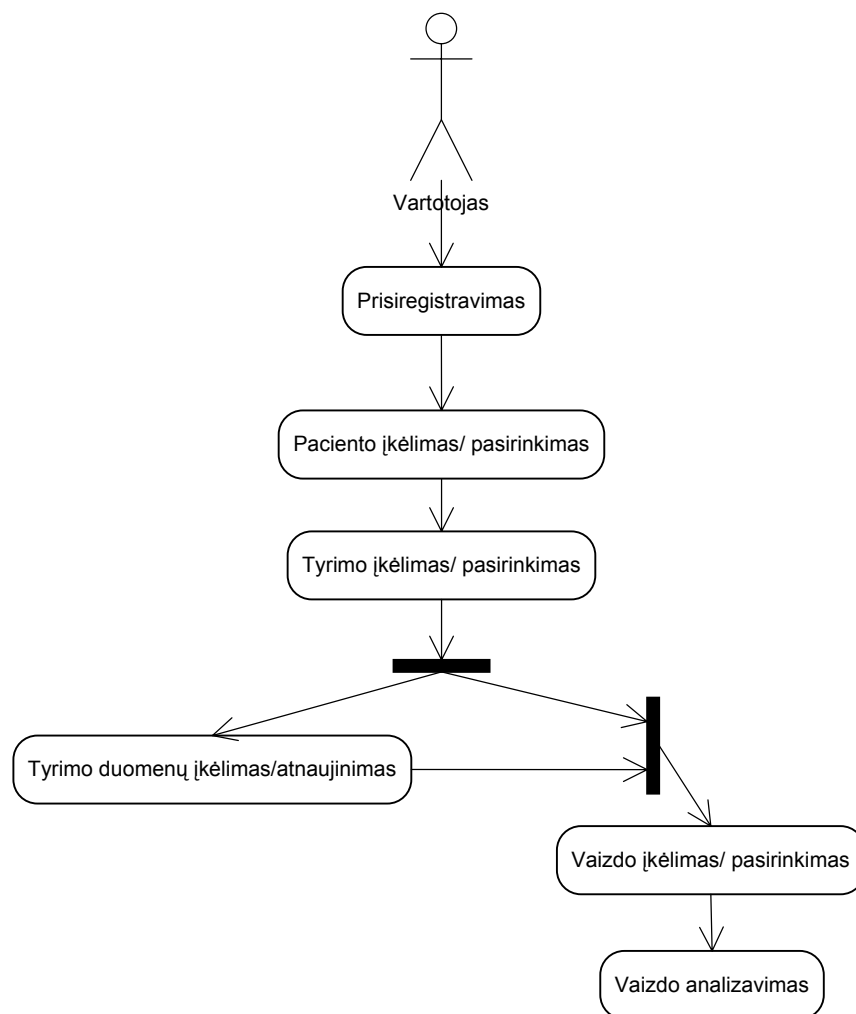 Vartotojas
Prisiregistravimas
Paciento įkėlimas/ pasirinkimas
Tyrimo įkėlimas/ pasirinkimas
Tyrimo duomenų įkėlimas/atnaujinimas
Vaizdo įkėlimas/ pasirinkimas
Vaizdo analizavimas